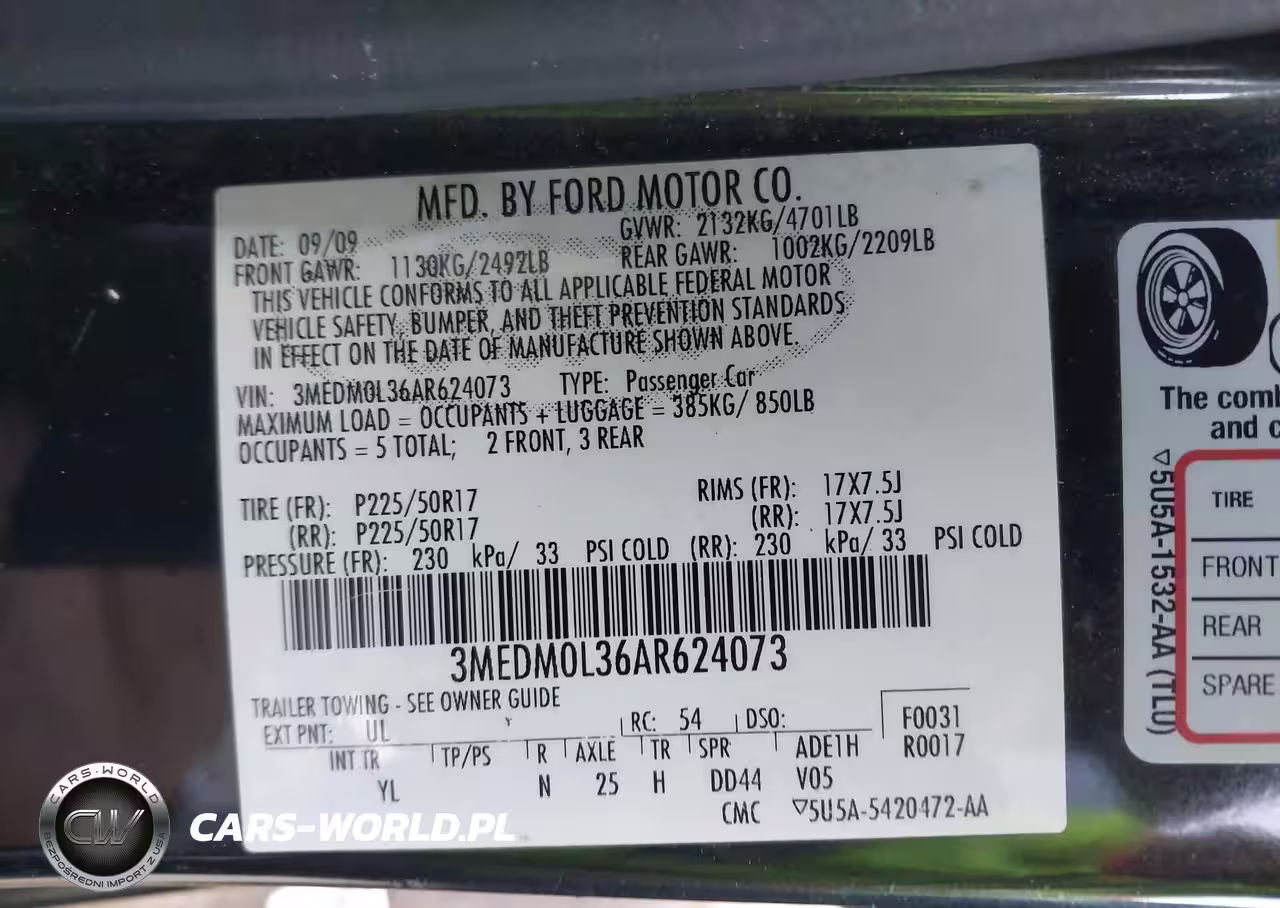 MFD. BY FORD MOTOR CO.
DATE: 09/09 GVWR: 2132KG/4701LB
FRONT GAWR: 1130KG/2492LB REAR GAWR: 1002KG/2209LB
THIS VEHICLE CONFORMS TO ALL APPLICABLE FEDERAL MOTOR
VEHICLE SAFETY, BUMPER, AND THEFT PREVENTION STANDARDS
IN EFFECT ON THE DATE OF MANUFACTURE SHOWN ABOVE.
VIN: 3MEDM0L36AR624073 TYPE: Passenger Car
MAXIMUM LOAD = OCCUPANTS + LUGGAGE = 385KG/ 850LB
OCCUPANTS = 5 TOTAL; 2 FRONT, 3 REAR
TIRE (FR): P225/50R17 RIMS (FR): 17X7.5J
(RR): P225/50R17 (RR): 17X7.5J
PRESSURE (FR): 230 kPa/ 33 PSI COLD (RR): 230 kPa/ 33 PSI COLD
3MEDM0L36AR624073
TRAILER TOWING - SEE OWNER GUIDE
EXT PNT: UL RC: 54 DSO: F0031
INT TR TP/PS R AXLE TR SPR ADE1H R0017
YL N 25 H DD44 V05
CMC ▽5U5A-5420472-AA
The comb
and c
▽5U5A-1532-AA (TLU)
TIRE
FRONT
REAR
SPARE
CARS-WORLD
CW
BEZPOŚREDNI IMPORT Z USA
CARS-WORLD.PL